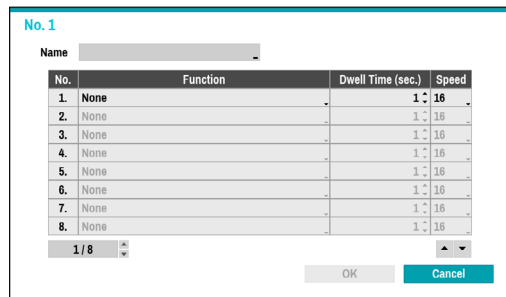 No. 1
Name
No. Function Dwell Time (sec.) Speed
1. None 1 16
2. None 1 16
3. None 1 16
4. None 1 16
5. None 1 16
6. None 1 16
7. None 1 16
8. None 1 16
1 / 8
OK Cancel